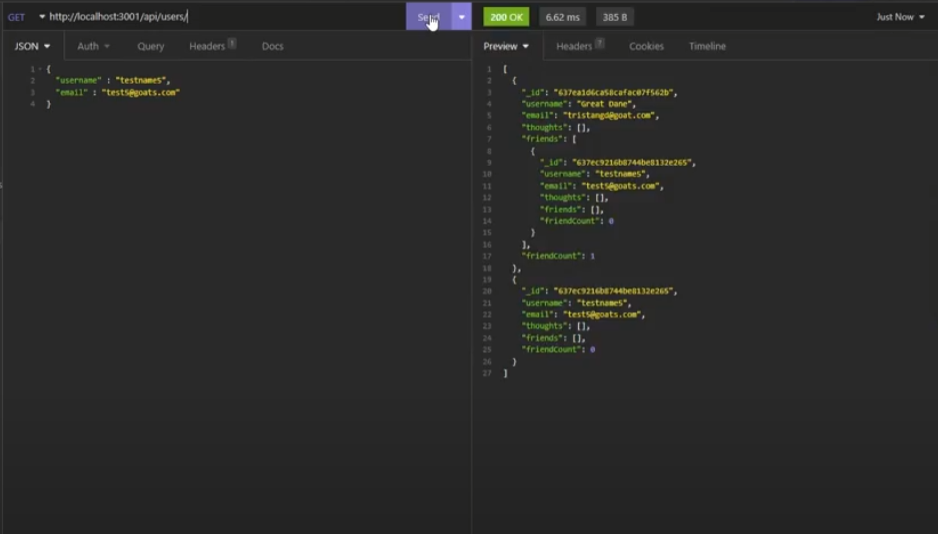 GET http://localhost:3001/api/users/ Send 200 OK 6.62 ms 385 B Just Now
JSON Auth Query Headers 1 Docs Preview Headers 7 Cookies Timeline
1 {
2 "username" : "testname5",
3 "email" : "test5@goats.com"
4 }
1 [
2 {
3 "_id": "637ea1d6ca58cafac07f562b",
4 "username": "Great Dane",
5 "email": "tristangd@goat.com",
6 "thoughts": [],
7 "friends": [
8 {
9 "_id": "637ec9216b8744be8132e265",
10 "username": "testname5",
11 "email": "test5@goats.com",
12 "thoughts": [],
13 "friends": [],
14 "friendCount": 0
15 }
16 ],
17 "friendCount": 1
18 },
19 {
20 "_id": "637ec9216b8744be8132e265",
21 "username": "testname5",
22 "email": "test5@goats.com",
23 "thoughts": [],
24 "friends": [],
25 "friendCount": 0
26 }
27 ]